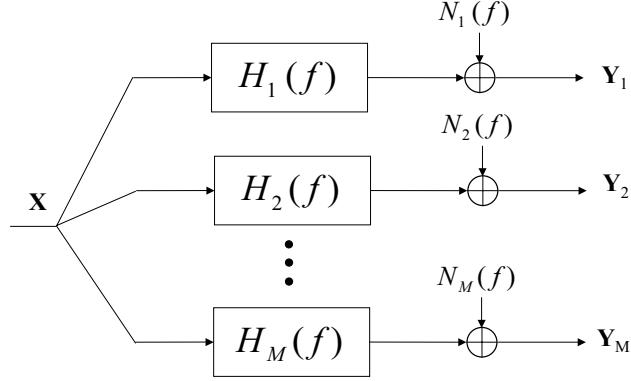 N₁(f)
H₁(f)
Y₁
N₂(f)
X
H₂(f)
Y₂
N_M(f)
H_M(f)
Y_M